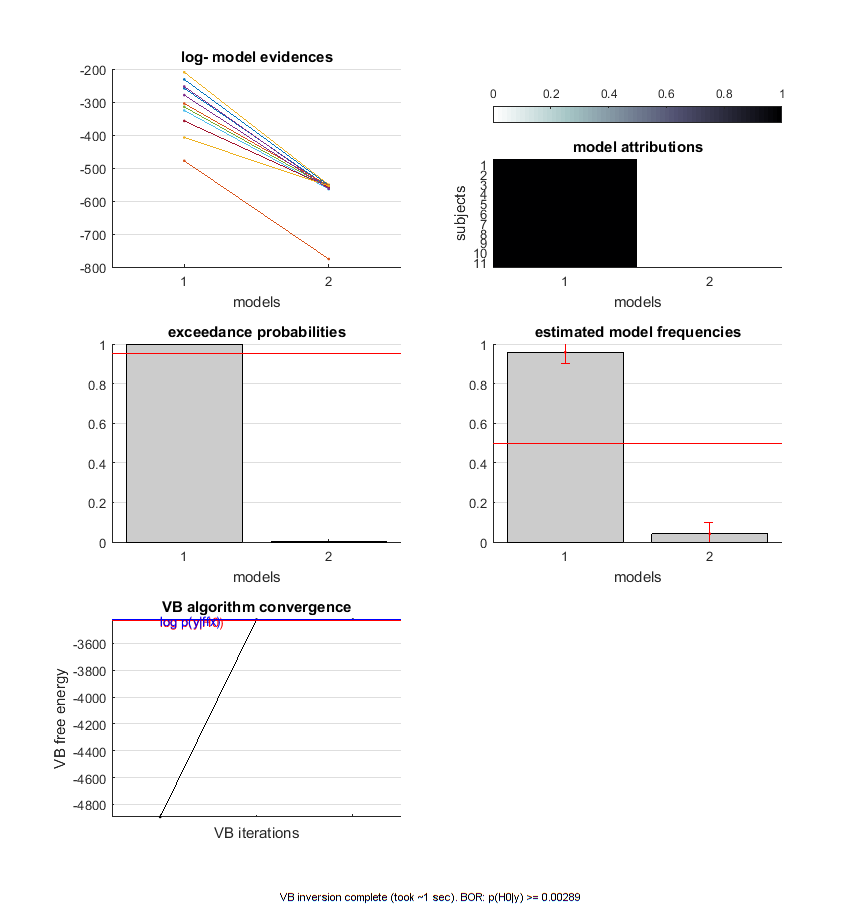 log- model evidences
-200
-300
-400
-500
-600
-700
-800
1 2
models
0 0.2 0.4 0.6 0.8 1
model attributions
subjects
1
2
3
4
5
6
7
8
9
10
11
1 2
models
exceedance probabilities
1
0.8
0.6
0.4
0.2
0
1 2
models
estimated model frequencies
1
0.8
0.6
0.4
0.2
0
1 2
models
VB algorithm convergence
log p(y|
VB free energy
-3600
-3800
-4000
-4200
-4400
-4600
-4800
VB iterations
VB inversion complete (took ~1 sec). BOR: p(H0|y) >= 0.00289